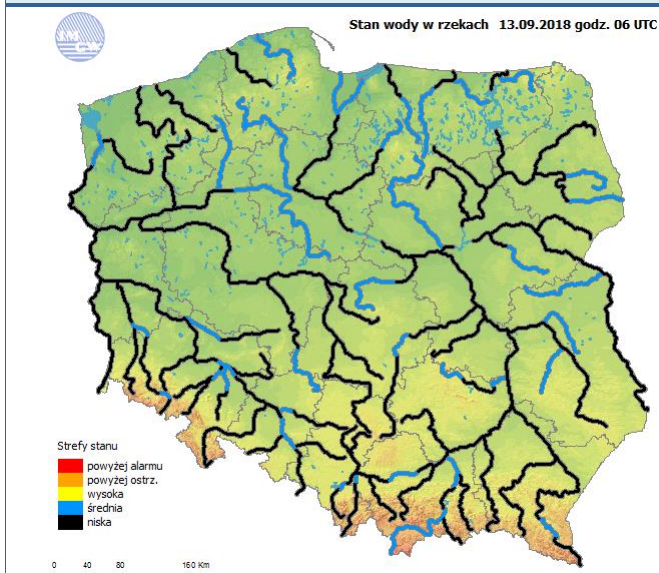 Stan wody w rzekach 13.09.2018 godz. 06 UTC
IMGW
Strefy stanu
powyżej alarmu
powyżej ostrz.
wysoka
średnia
niska
0 40 80 160 Km